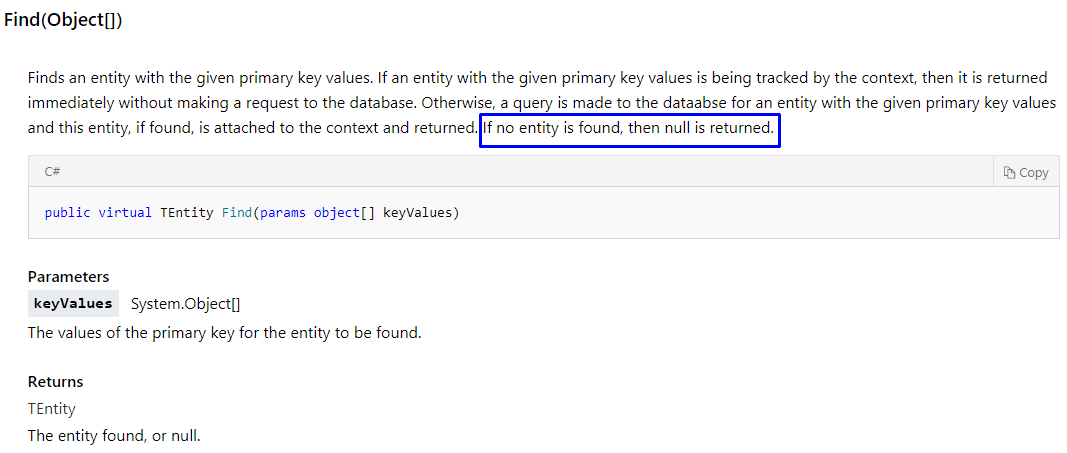 Find(Object[])
Finds an entity with the given primary key values. If an entity with the given primary key values is being tracked by the context, then it is returned
immediately without making a request to the database. Otherwise, a query is made to the dataabse for an entity with the given primary key values
and this entity, if found, is attached to the context and returned. If no entity is found, then null is returned.
C#
Copy
public virtual TEntity Find(params object[] keyValues)
Parameters
keyValues System.Object[]
The values of the primary key for the entity to be found.
Returns
TEntity
The entity found, or null.